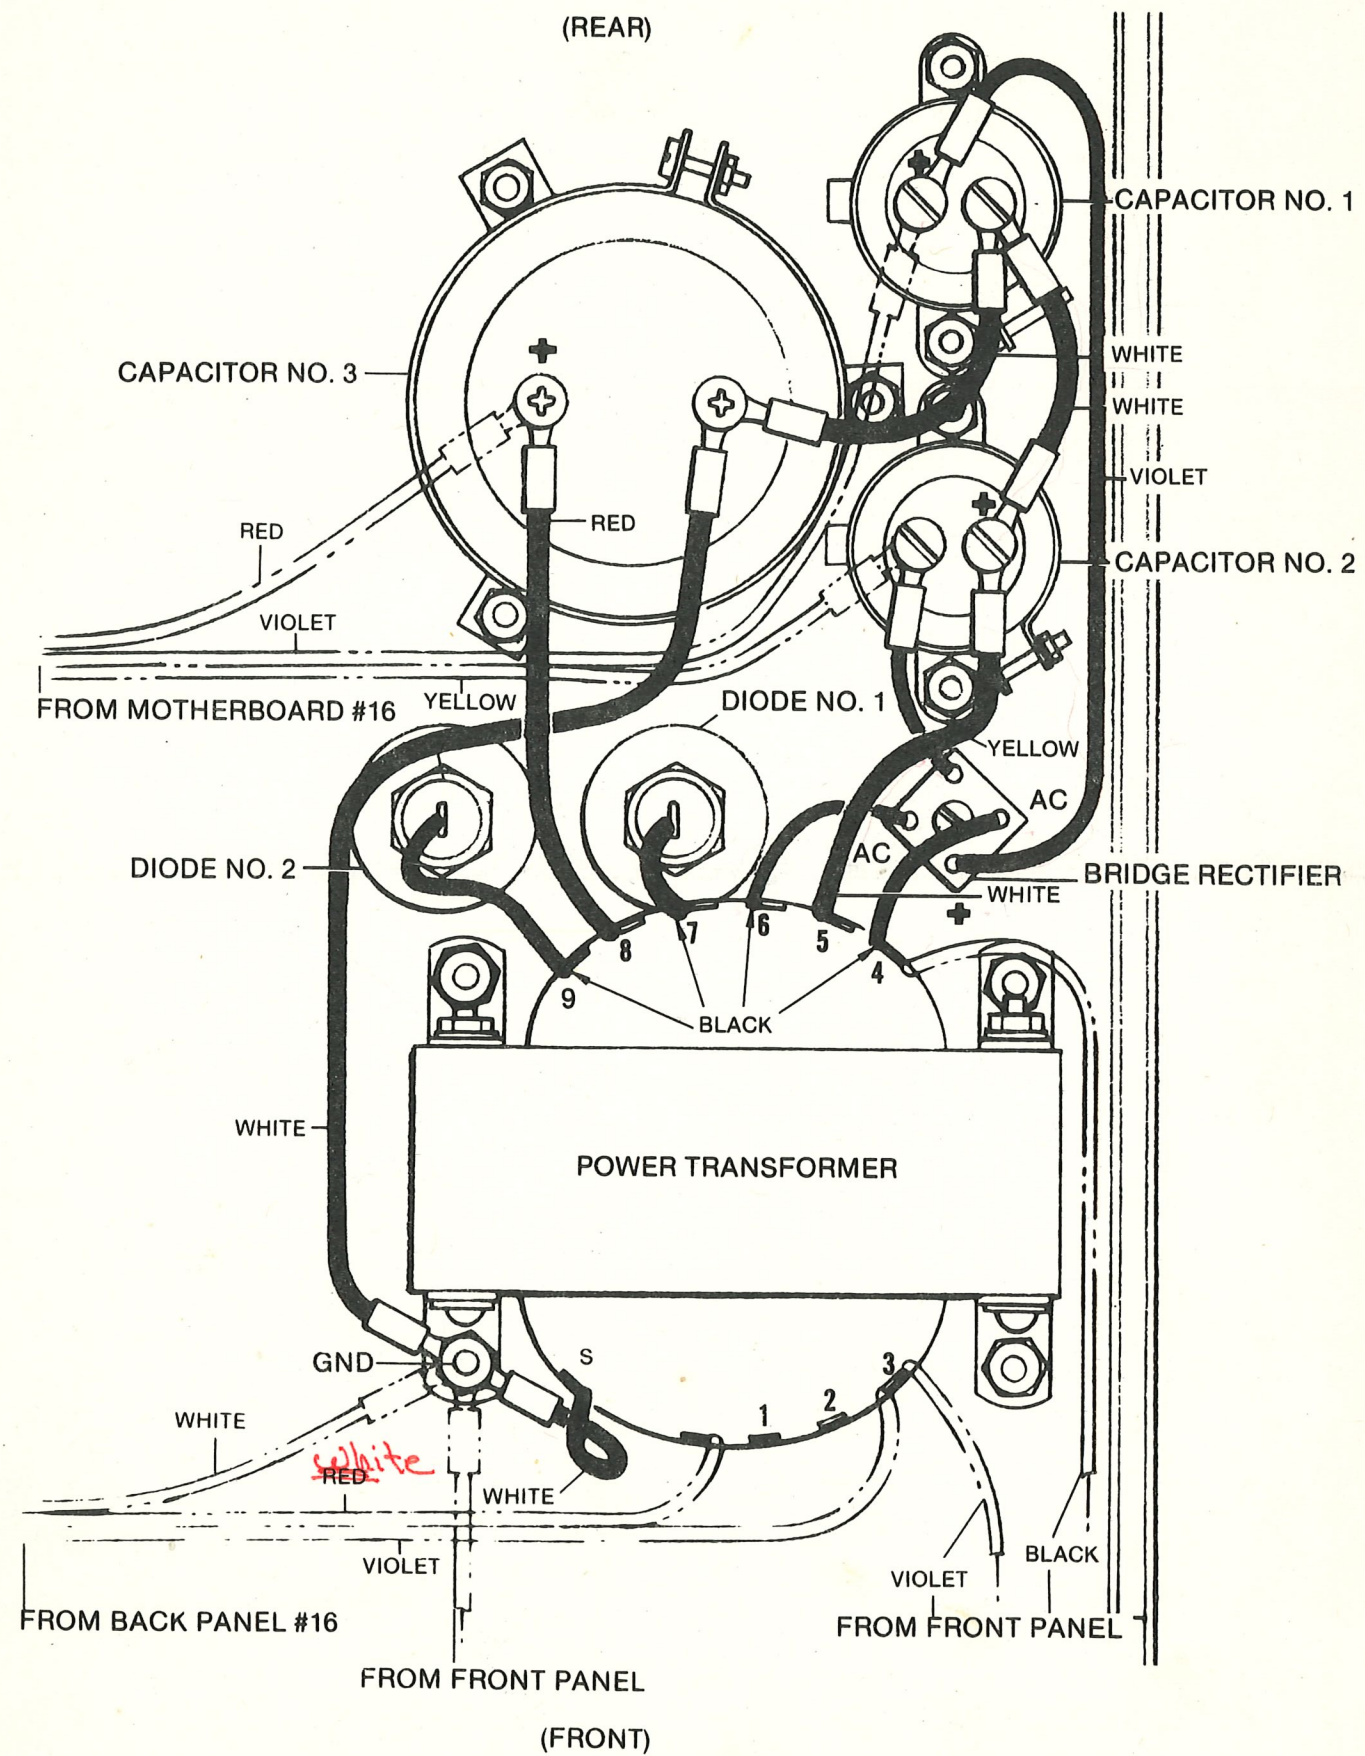 (REAR)
+
CAPACITOR NO. 1
WHITE
CAPACITOR NO. 3
+
WHITE
VIOLET
+
RED
RED
CAPACITOR NO. 2
VIOLET
YELLOW
DIODE NO. 1
FROM MOTHERBOARD #16
YELLOW
AC
AC
DIODE NO. 2
BRIDGE RECTIFIER
WHITE
+
9
8
7
6
5
4
BLACK
WHITE
POWER TRANSFORMER
GND
S
3
2
1
WHITE
White
RED
WHITE
VIOLET
VIOLET
BLACK
FROM BACK PANEL #16
FROM FRONT PANEL
FROM FRONT PANEL
(FRONT)